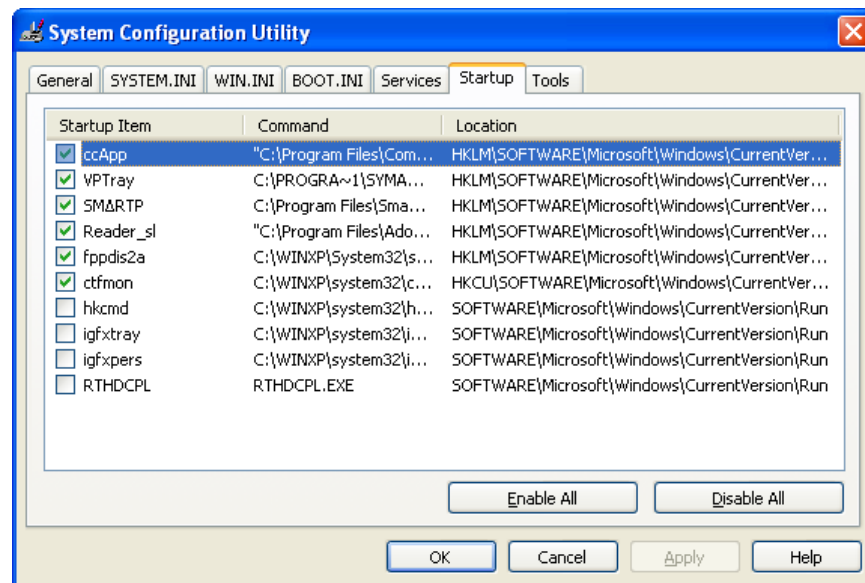 System Configuration Utility
General SYSTEM.INI WIN.INI BOOT.INI Services Startup Tools
Startup Item Command Location
ccApp "C:\Program Files\Com... HKLM\SOFTWARE\Microsoft\Windows\CurrentVer...
VPTray C:\PROGRA~1\SYMA... HKLM\SOFTWARE\Microsoft\Windows\CurrentVer...
SMΔRTP C:\Program Files\Sma... HKLM\SOFTWARE\Microsoft\Windows\CurrentVer...
Reader_sl "C:\Program Files\Ado... HKLM\SOFTWARE\Microsoft\Windows\CurrentVer...
fppdis2a C:\WINXP\System32\s... HKLM\SOFTWARE\Microsoft\Windows\CurrentVer...
ctfmon C:\WINXP\system32\c... HKCU\SOFTWARE\Microsoft\Windows\CurrentVer...
hkcmd C:\WINXP\system32\h... SOFTWARE\Microsoft\Windows\CurrentVersion\Run
igfxtray C:\WINXP\system32\i... SOFTWARE\Microsoft\Windows\CurrentVersion\Run
igfxpers C:\WINXP\system32\i... SOFTWARE\Microsoft\Windows\CurrentVersion\Run
RTHDCPL RTHDCPL.EXE SOFTWARE\Microsoft\Windows\CurrentVersion\Run
Enable All Disable All
OK Cancel Apply Help